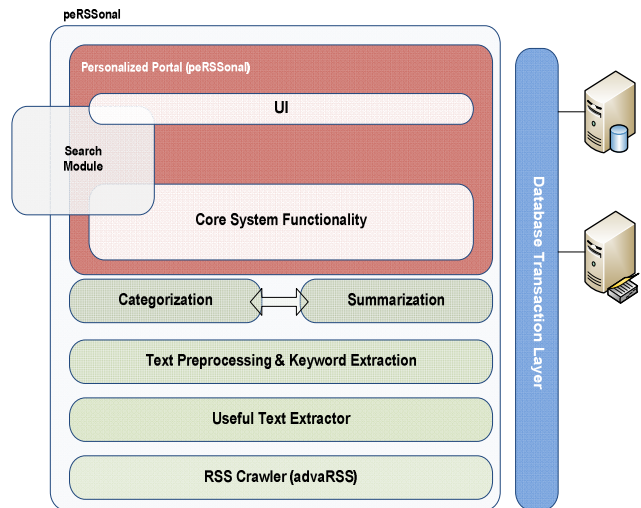 peRSSonal
Personalized Portal (peRSSonal)
UI
Search
Module
Core System Functionality
Categorization
Summarization
Text Preprocessing & Keyword Extraction
Useful Text Extractor
RSS Crawler (advaRSS)
Database Transaction Layer